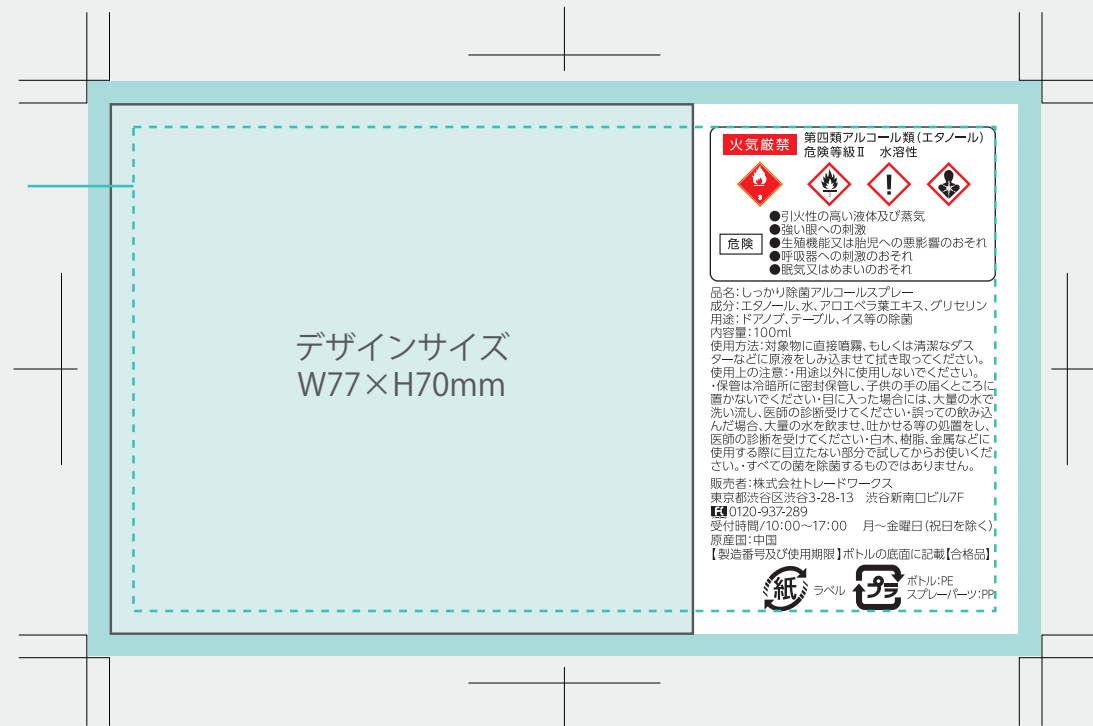 デザインサイズ
W77×H70mm
火気厳禁
第四類アルコール類（エタノール）
危険等級Ⅱ　水溶性
3
3
危険
●引火性の高い液体及び蒸気
●強い眼への刺激
●生殖機能又は胎児への悪影響のおそれ
●呼吸器への刺激のおそれ
●眠気又はめまいのおそれ
品名：しっかり除菌アルコールスプレー
成分：エタノール、水、アロエベラ葉エキス、グリセリン
用途：ドアノブ、テーブル、イス等の除菌
内容量：100ml
使用方法：対象物に直接噴霧、もしくは清潔なダス
ターなどに原液をしみ込ませて拭き取ってください。
使用上の注意：・用途以外に使用しないでください。
・保管は冷暗所に密封保管し、子供の手の届くところに
置かないでください・目に入った場合には、大量の水で
洗い流し、医師の診断受けてください・誤っての飲み込
んだ場合、大量の水を飲ませ、吐かせる等の処置をし、
医師の診断を受けてください・白木、樹脂、金属などに
使用する際に目立たない部分で試してからお使いくだ
さい。・すべての菌を除菌するものではありません。
販売者：株式会社トレードワークス
東京都渋谷区渋谷3-28-13　渋谷新南口ビル7F
0120-937-289
受付時間/10:00～17:00　月～金曜日（祝日を除く）
原産国：中国
【製造番号及び使用期限】ボトルの底面に記載【合格品】
紙
ラベル
プラ
ボトル：PE
スプレーパーツ：PP